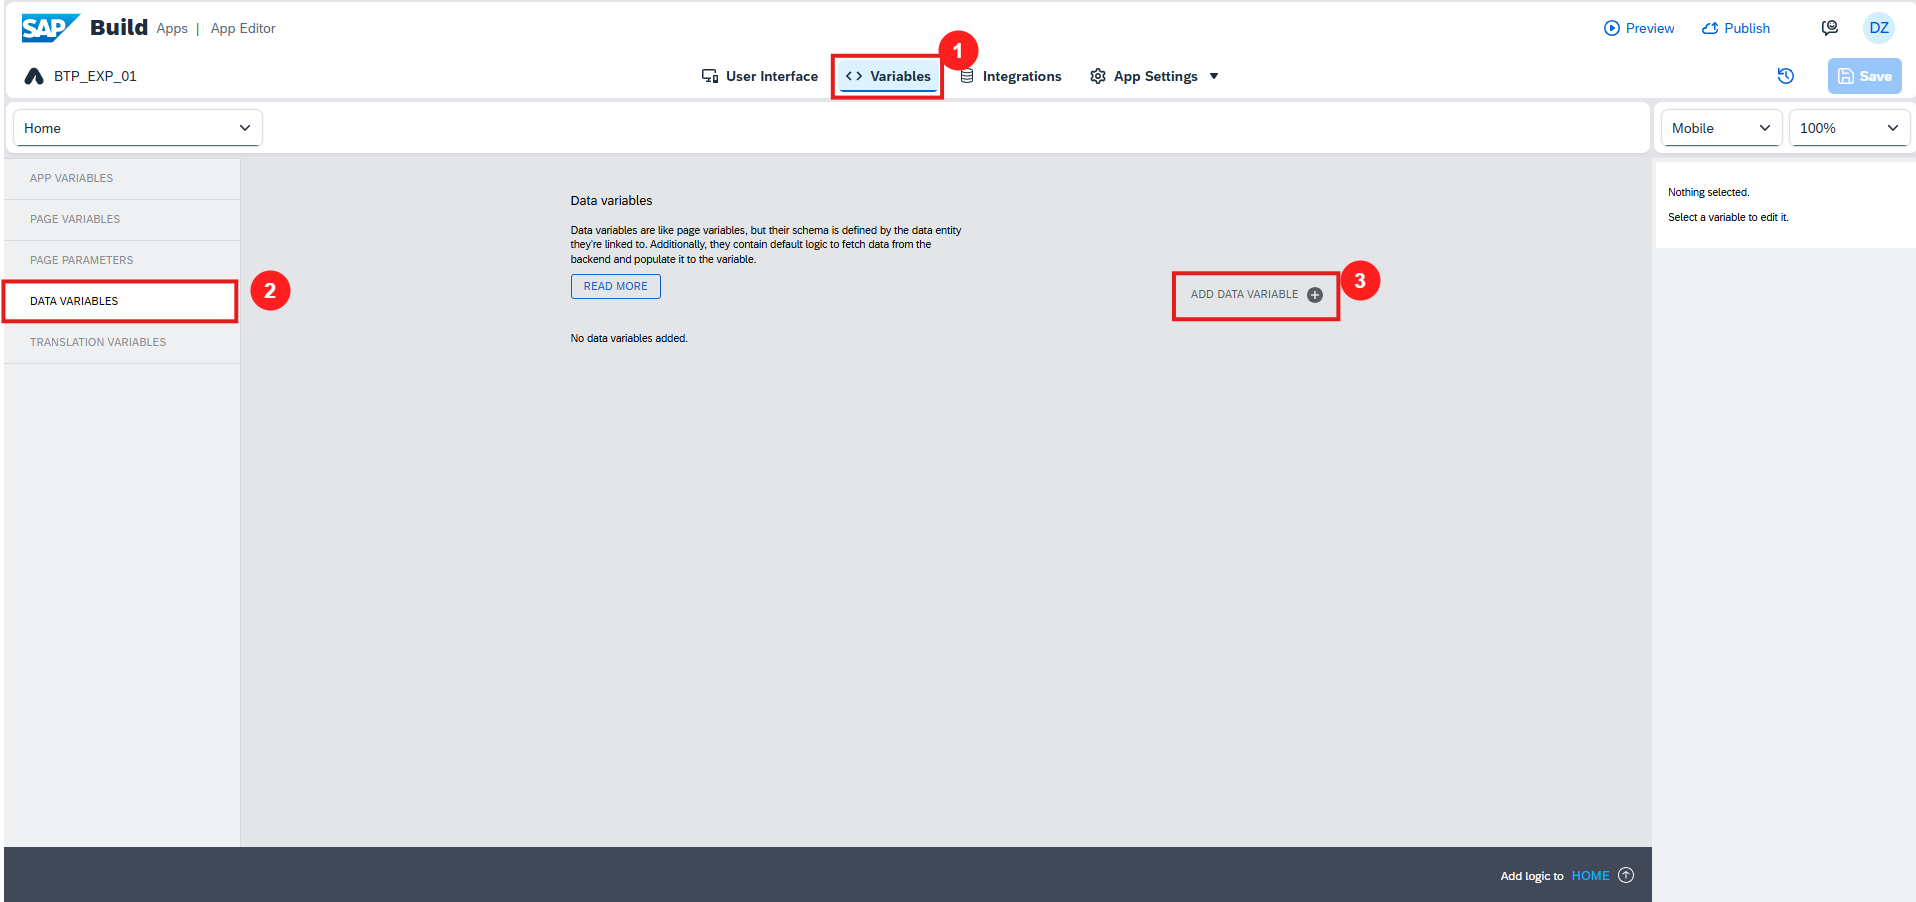 SAP Build Apps | App Editor
Preview
Publish
DZ
BTP_EXP_01
User Interface
Variables
1
Integrations
App Settings
Save
Home
Mobile
100%
APP VARIABLES
PAGE VARIABLES
PAGE PARAMETERS
DATA VARIABLES
2
TRANSLATION VARIABLES
Data variables
Data variables are like page variables, but their schema is defined by the data entity
they're linked to. Additionally, they contain default logic to fetch data from the
backend and populate it to the variable.
READ MORE
ADD DATA VARIABLE
3
No data variables added.
Nothing selected.
Select a variable to edit it.
Add logic to HOME